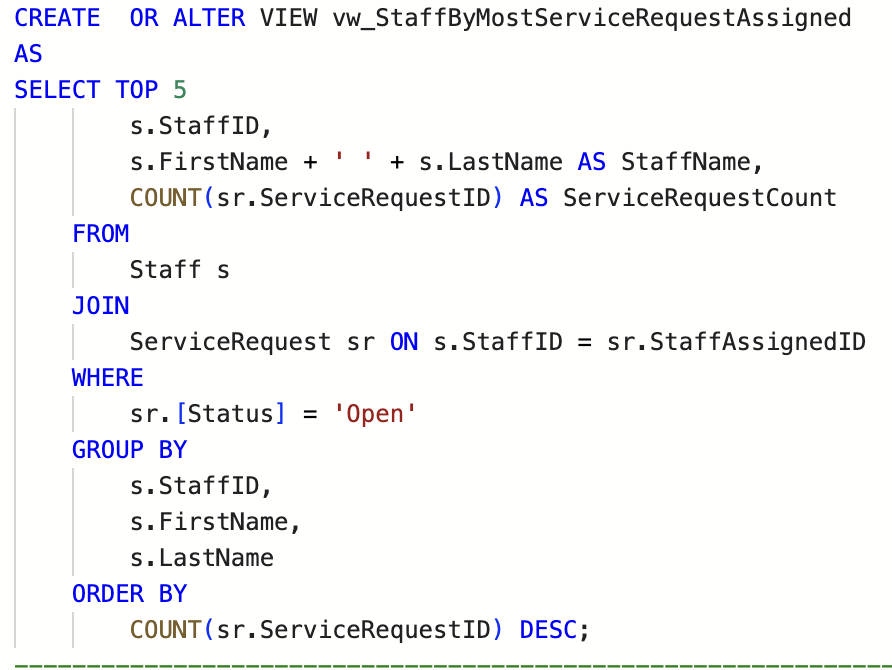 CREATE  OR ALTER VIEW vw_StaffByMostServiceRequestAssigned
AS
SELECT TOP 5
        s.StaffID,
        s.FirstName + ' ' + s.LastName AS StaffName,
        COUNT(sr.ServiceRequestID) AS ServiceRequestCount
    FROM
        Staff s
    JOIN
        ServiceRequest sr ON s.StaffID = sr.StaffAssignedID
    WHERE
        sr.[Status] = 'Open'
    GROUP BY
        s.StaffID,
        s.FirstName,
        s.LastName
    ORDER BY
        COUNT(sr.ServiceRequestID) DESC;
-------------------------------------------------------------